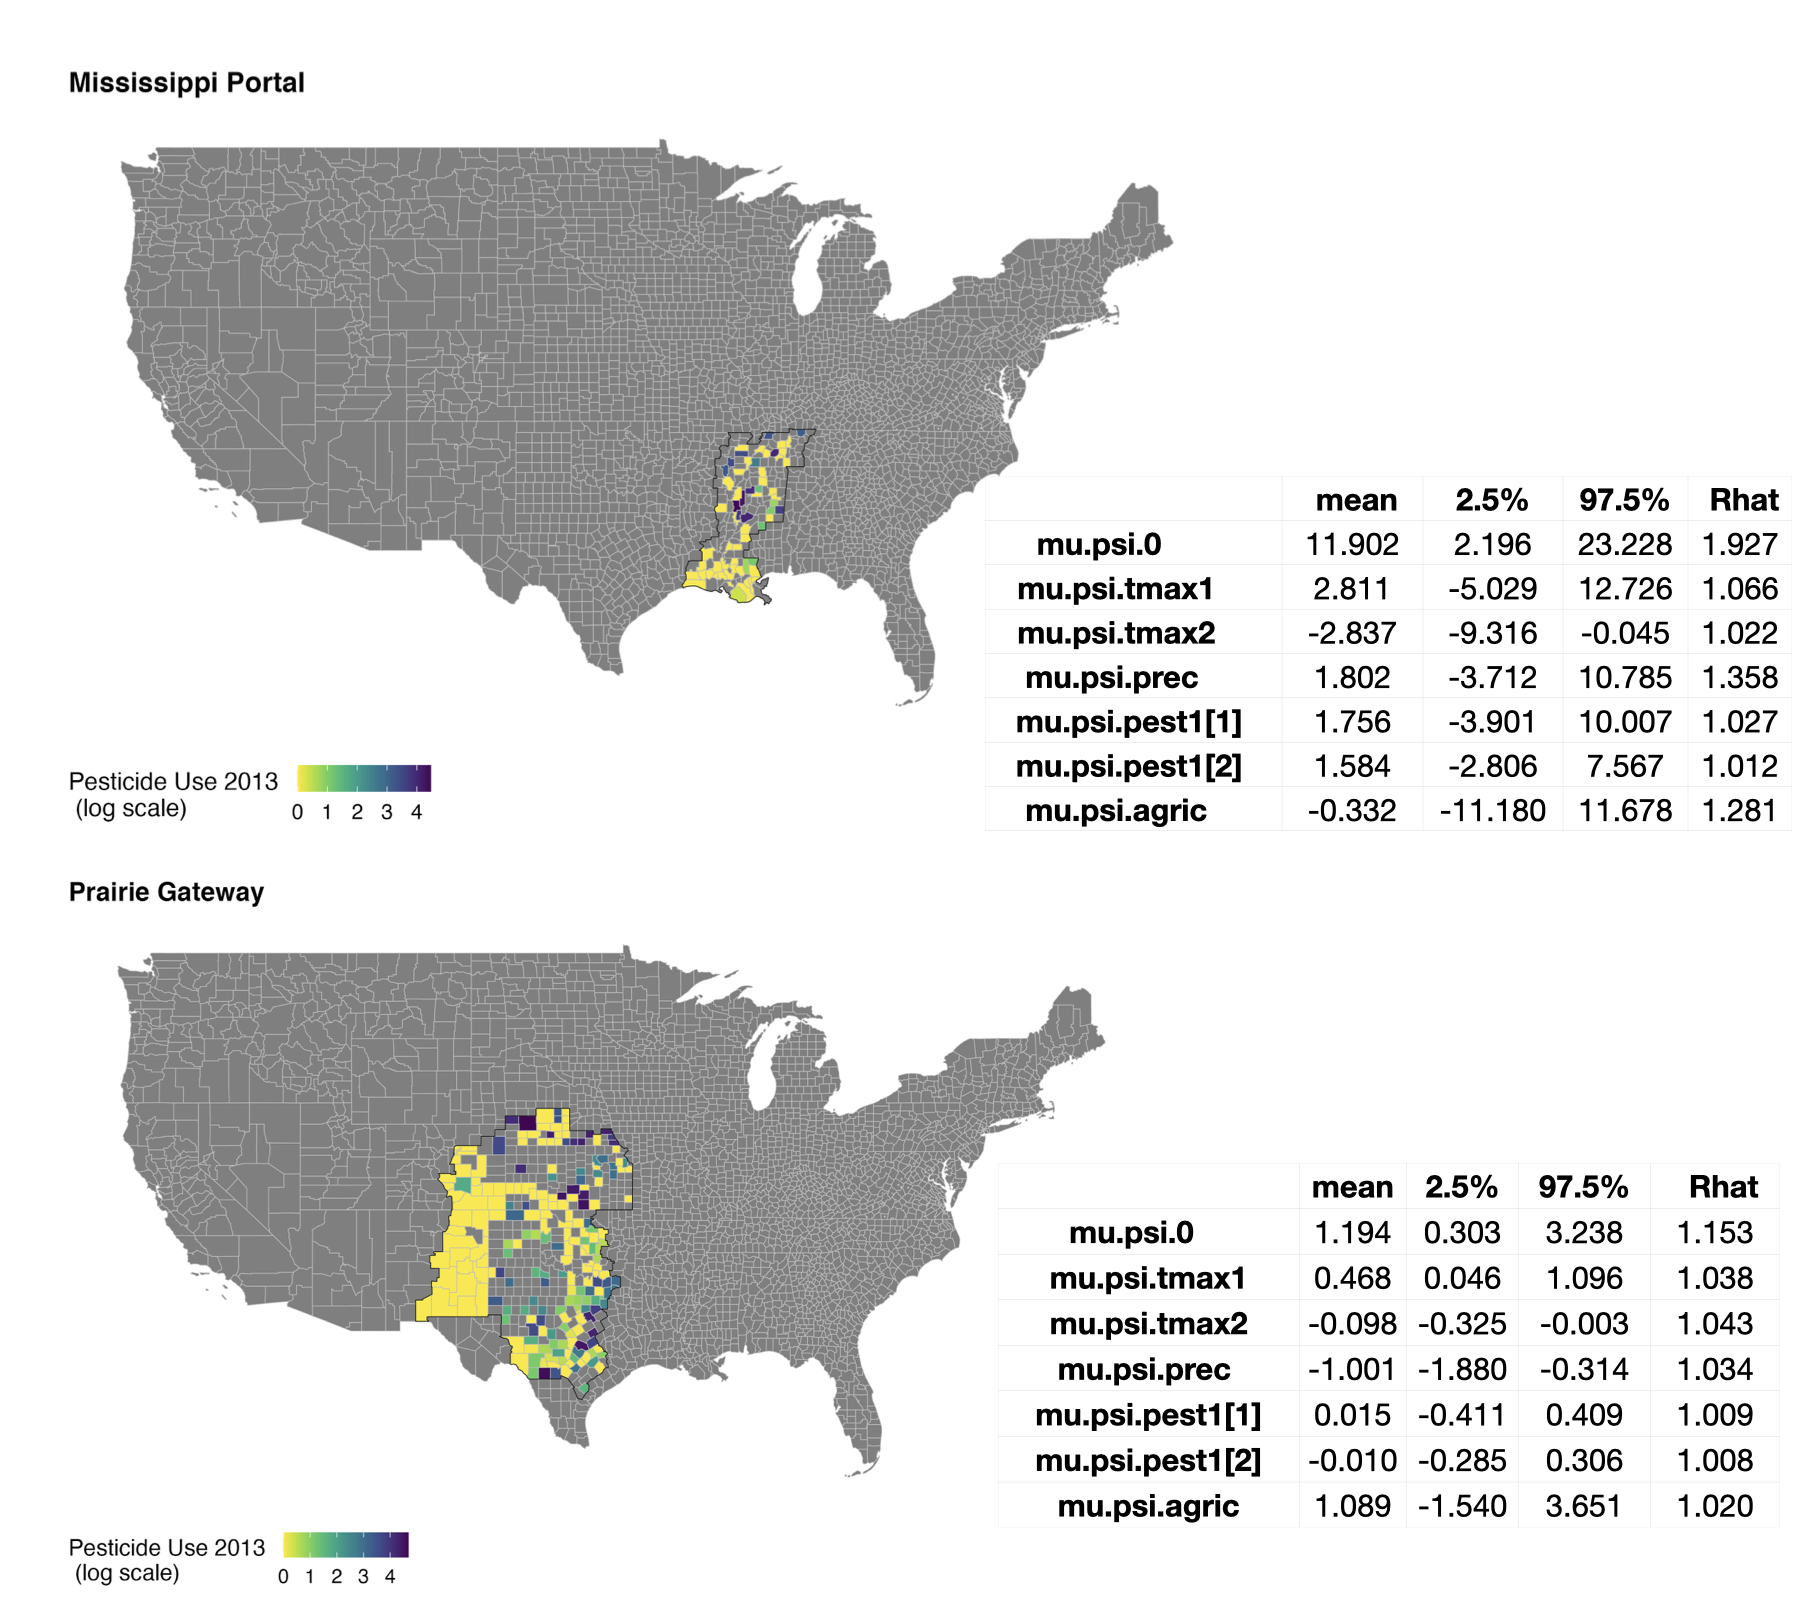 Mississippi Portal
mean 2.5% 97.5% Rhat
mu.psi.0 11.902 2.196 23.228 1.927
mu.psi.tmax1 2.811 -5.029 12.726 1.066
mu.psi.tmax2 -2.837 -9.316 -0.045 1.022
mu.psi.prec 1.802 -3.712 10.785 1.358
mu.psi.pest1[1] 1.756 -3.901 10.007 1.027
mu.psi.pest1[2] 1.584 -2.806 7.567 1.012
mu.psi.agric -0.332 -11.180 11.678 1.281
Pesticide Use 2013
(log scale)
0 1 2 3 4
Prairie Gateway
mean 2.5% 97.5% Rhat
mu.psi.0 1.194 0.303 3.238 1.153
mu.psi.tmax1 0.468 0.046 1.096 1.038
mu.psi.tmax2 -0.098 -0.325 -0.003 1.043
mu.psi.prec -1.001 -1.880 -0.314 1.034
mu.psi.pest1[1] 0.015 -0.411 0.409 1.009
mu.psi.pest1[2] -0.010 -0.285 0.306 1.008
mu.psi.agric 1.089 -1.540 3.651 1.020
Pesticide Use 2013
(log scale)
0 1 2 3 4